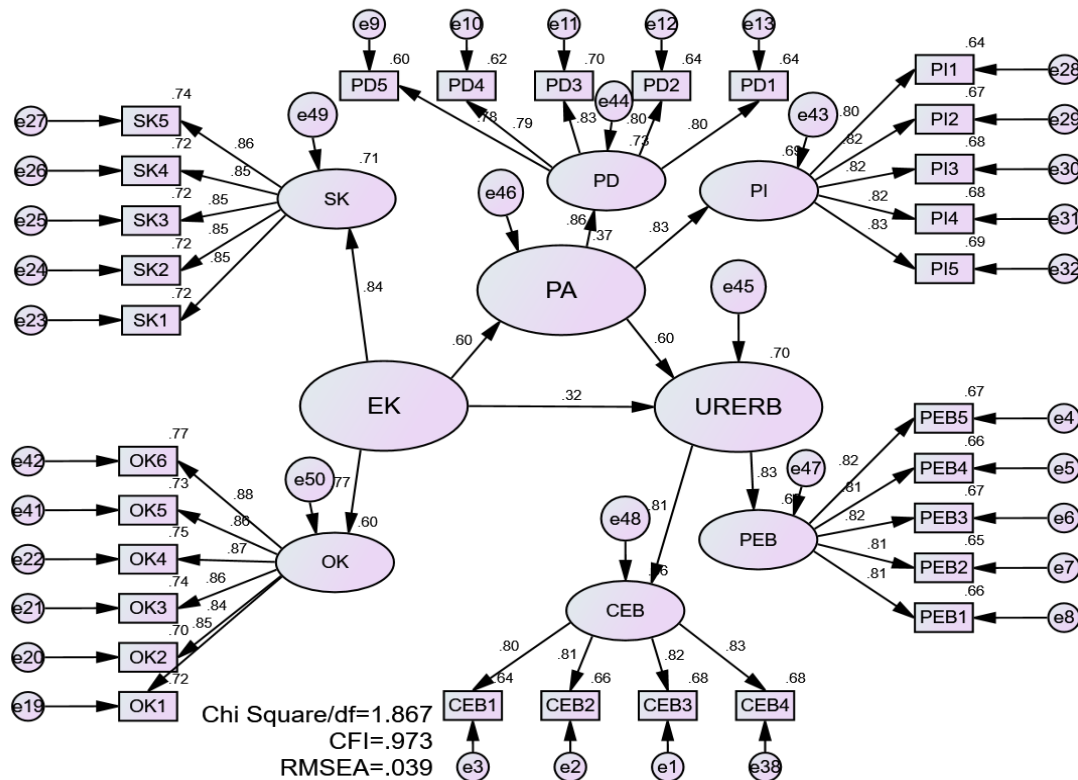 e9 e10 e11 e12 e13
.60 .62 .70 .64 .64 .64
PD5 PD4 PD3 PD2 PD1 PI1 e28
.74 .67
e27 SK5 e49 .78 .79 .83 e44 .80 .80 e43 .80 PI2 e29
.72 .86 .71 .73 .82 .68
e26 SK4 .85 SK PD .69 PI .82 PI3 e30
.72 .85 e46 .68
e25 SK3 .85 .86 .82 PI4 e31
.72 .85 .37 .83 .83 .69
e24 SK2 PI5 e32
.72 .84 PA e45
e23 SK1
.60 .60 .70
EK .32 URERB .67
PEB5 e4
.77 .66
e42 OK6 e50 .77 .83 e47 .82 PEB4 e5
.73 .88 .81 .81 .67
e41 OK5 .86 .60 e48 .82 PEB3 e6
.75 .87 OK PEB .81 .65
e22 OK4 .86 .81 PEB2 e7
.74 .84 .66
e21 OK3 .85 CEB PEB1 e8
.70
e20 OK2 .80 .81 .82 .83
.72 .64 .66 .68 .68
e19 OK1 CEB1 CEB2 CEB3 CEB4
Chi Square/df=1.867
CFI=.973
RMSEA=.039 e3 e2 e1 e38